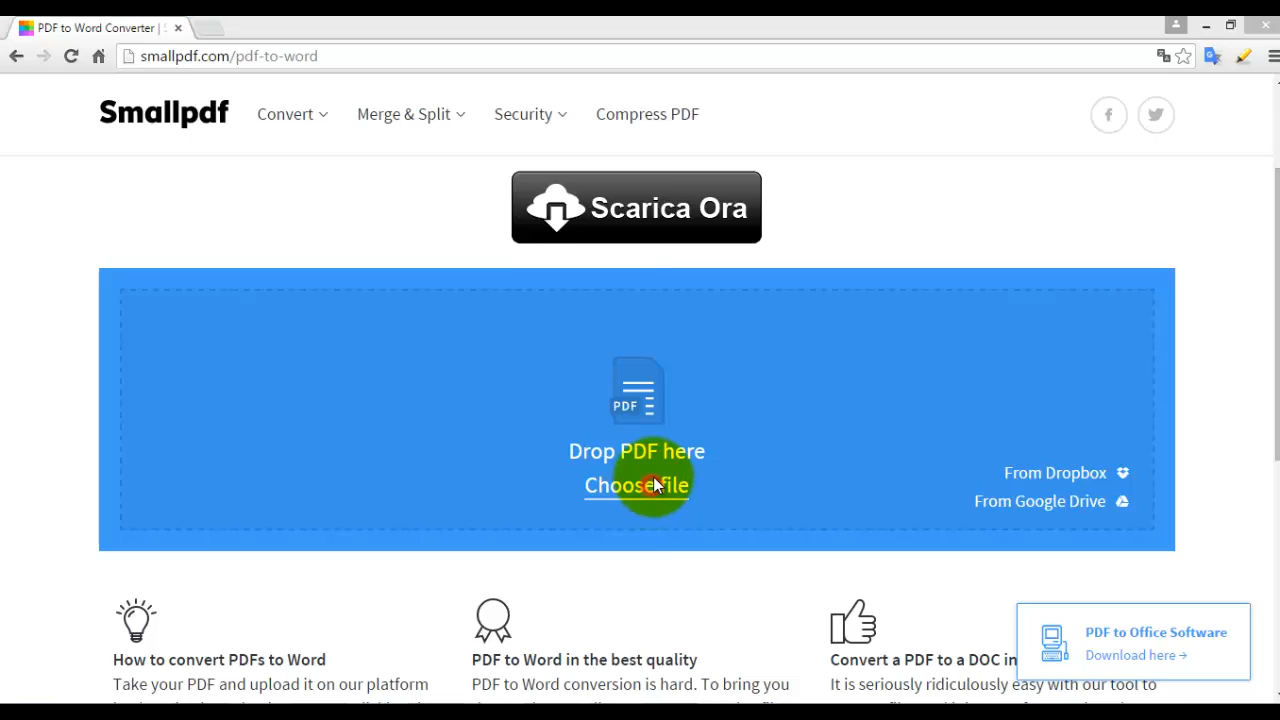 PDF to Word Converter | S
smallpdf.com/pdf-to-word
Smallpdf Convert Merge & Split Security Compress PDF
Scarica Ora
PDF
Drop PDF here
Choose file
From Dropbox
From Google Drive
How to convert PDFs to Word
Take your PDF and upload it on our platform
PDF to Word in the best quality
PDF to Word conversion is hard. To bring you
Convert a PDF to a DOC in
It is seriously ridiculously easy with our tool to
PDF to Office Software
Download here →